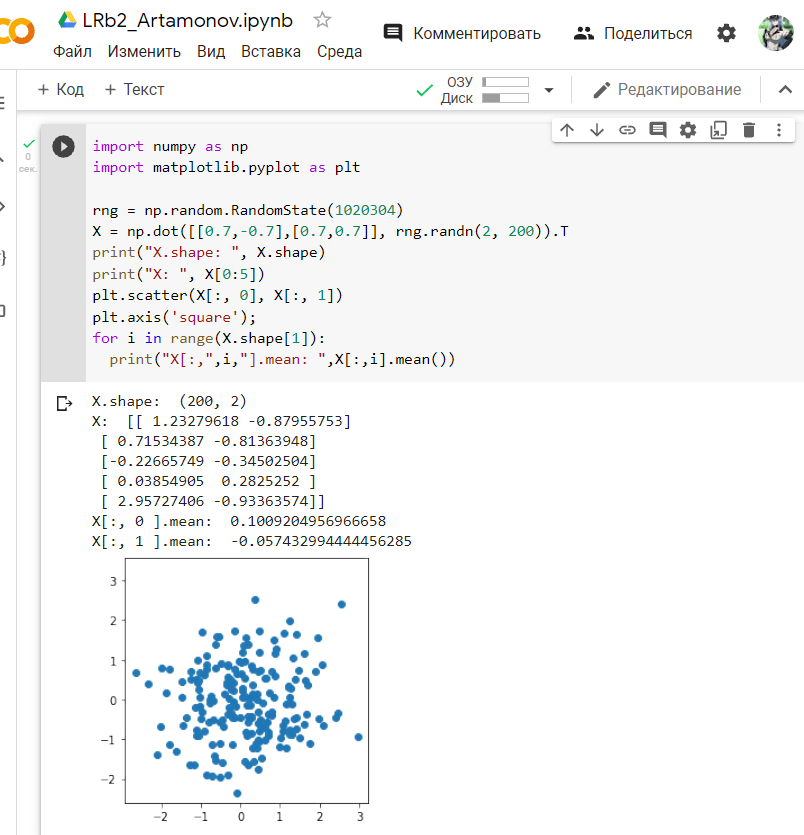 LRb2_Artamonov.ipynb
Комментировать
Поделиться
Файл Изменить Вид Вставка Среда
+ Код + Текст
ОЗУ
Диск
Редактирование
0
сек.
import numpy as np
import matplotlib.pyplot as plt
rng = np.random.RandomState(1020304)
X = np.dot([[0.7,-0.7],[0.7,0.7]], rng.randn(2, 200)).T
print("X.shape: ", X.shape)
print("X: ", X[0:5])
plt.scatter(X[:, 0], X[:, 1])
plt.axis('square');
for i in range(X.shape[1]):
print("X[:,",i,"].mean: ",X[:,i].mean())
X.shape:  (200, 2)
X:  [[ 1.23279618 -0.87955753]
[ 0.71534387 -0.81363948]
[-0.22665749 -0.34502504]
[ 0.03854905  0.2825252 ]
[ 2.95727406 -0.93363574]]
X[:, 0 ].mean:  0.1009204956966658
X[:, 1 ].mean:  -0.057432994444456285
3
2
1
0
−1
−2
−2 −1 0 1 2 3